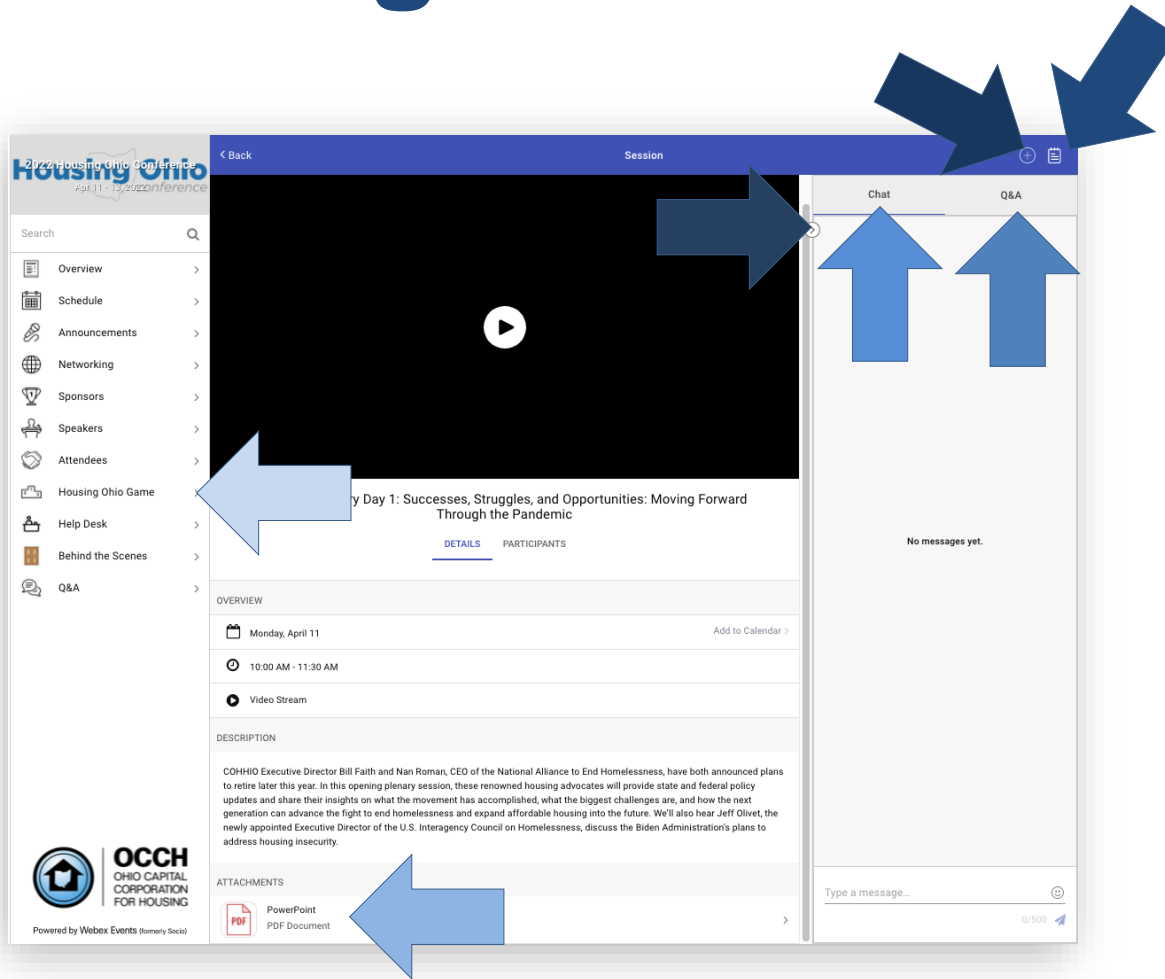 2022 Housing Ohio Conference
Housing Ohio
Apr 11 - 13, 2022
Conference
Search
Overview
Schedule
Announcements
Networking
Sponsors
Speakers
Attendees
Housing Ohio Game
Help Desk
Behind the Scenes
Q&A
OCCH
OHIO CAPITAL
CORPORATION
FOR HOUSING
Powered by Webex Events (formerly Socio)
Back
Session
Day 1: Successes, Struggles, and Opportunities: Moving Forward
Through the Pandemic
DETAILS PARTICIPANTS
OVERVIEW
Monday, April 11 Add to Calendar
10:00 AM - 11:30 AM
Video Stream
DESCRIPTION
COHHIO Executive Director Bill Faith and Nan Roman, CEO of the National Alliance to End Homelessness, have both announced plans
to retire later this year. In this opening plenary session, these renowned housing advocates will provide state and federal policy
updates and share their insights on what the movement has accomplished, what the biggest challenges are, and how the next
generation can advance the fight to end homelessness and expand affordable housing into the future. We'll also hear Jeff Olivet, the
newly appointed Executive Director of the U.S. Interagency Council on Homelessness, discuss the Biden Administration's plans to
address housing insecurity.
ATTACHMENTS
PDF
PowerPoint
PDF Document
Chat Q&A
No messages yet.
Type a message...
0/500